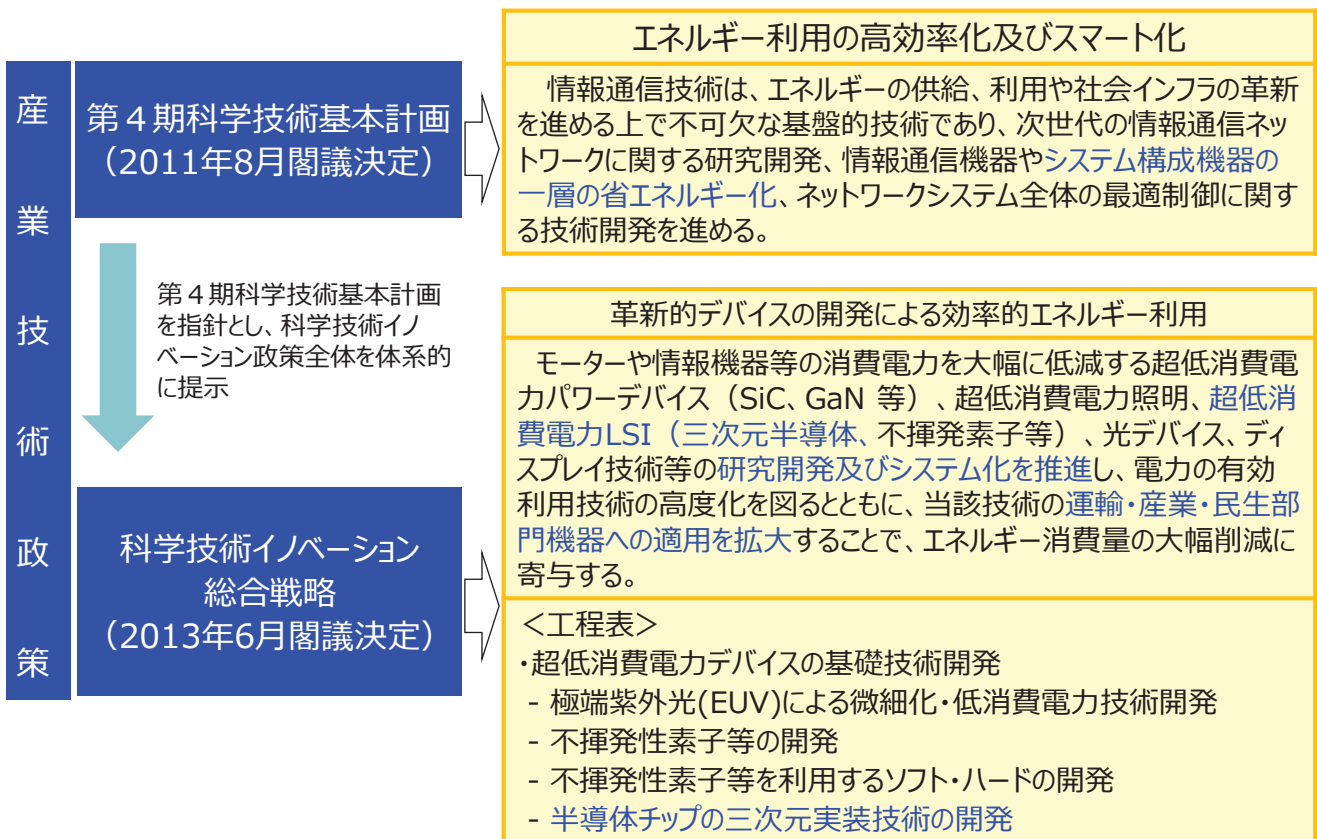 産業技術政策
第４期科学技術基本計画
（2011年8月閣議決定）
エネルギー利用の高効率化及びスマート化
情報通信技術は、エネルギーの供給、利用や社会インフラの革新
を進める上で不可欠な基盤的技術であり、次世代の情報通信ネッ
トワークに関する研究開発、情報通信機器やシステム構成機器の
一層の省エネルギー化、ネットワークシステム全体の最適制御に関す
る技術開発を進める。
第４期科学技術基本計画
を指針とし、科学技術イノ
ベーション政策全体を体系的
に提示
科学技術イノベーション
総合戦略
（2013年6月閣議決定）
革新的デバイスの開発による効率的エネルギー利用
モーターや情報機器等の消費電力を大幅に低減する超低消費電
力パワーデバイス（SiC、GaN 等）、超低消費電力照明、超低消
費電力LSI（三次元半導体、不揮発素子等）、光デバイス、ディ
スプレイ技術等の研究開発及びシステム化を推進し、電力の有効
利用技術の高度化を図るとともに、当該技術の運輸・産業・民生部
門機器への適用を拡大することで、エネルギー消費量の大幅削減に
寄与する。
＜工程表＞
・超低消費電力デバイスの基礎技術開発
- 極端紫外光(EUV)による微細化・低消費電力技術開発
- 不揮発性素子等の開発
- 不揮発性素子等を利用するソフト・ハードの開発
- 半導体チップの三次元実装技術の開発